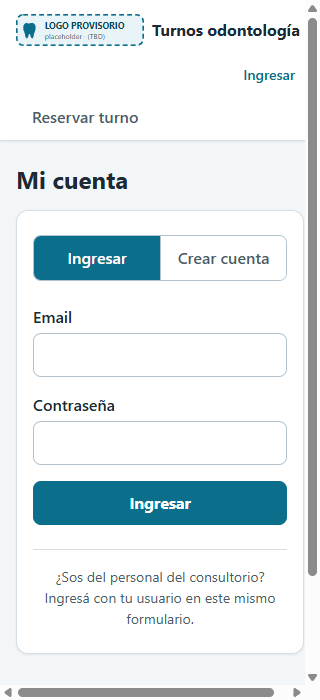 LOGO PROVISORIO
placeholder · (TBD)
Turnos odontología
Ingresar
Reservar turno
Mi cuenta
Ingresar
Crear cuenta
Email
Contraseña
Ingresar
¿Sos del personal del consultorio?
Ingresá con tu usuario en este mismo
formulario.